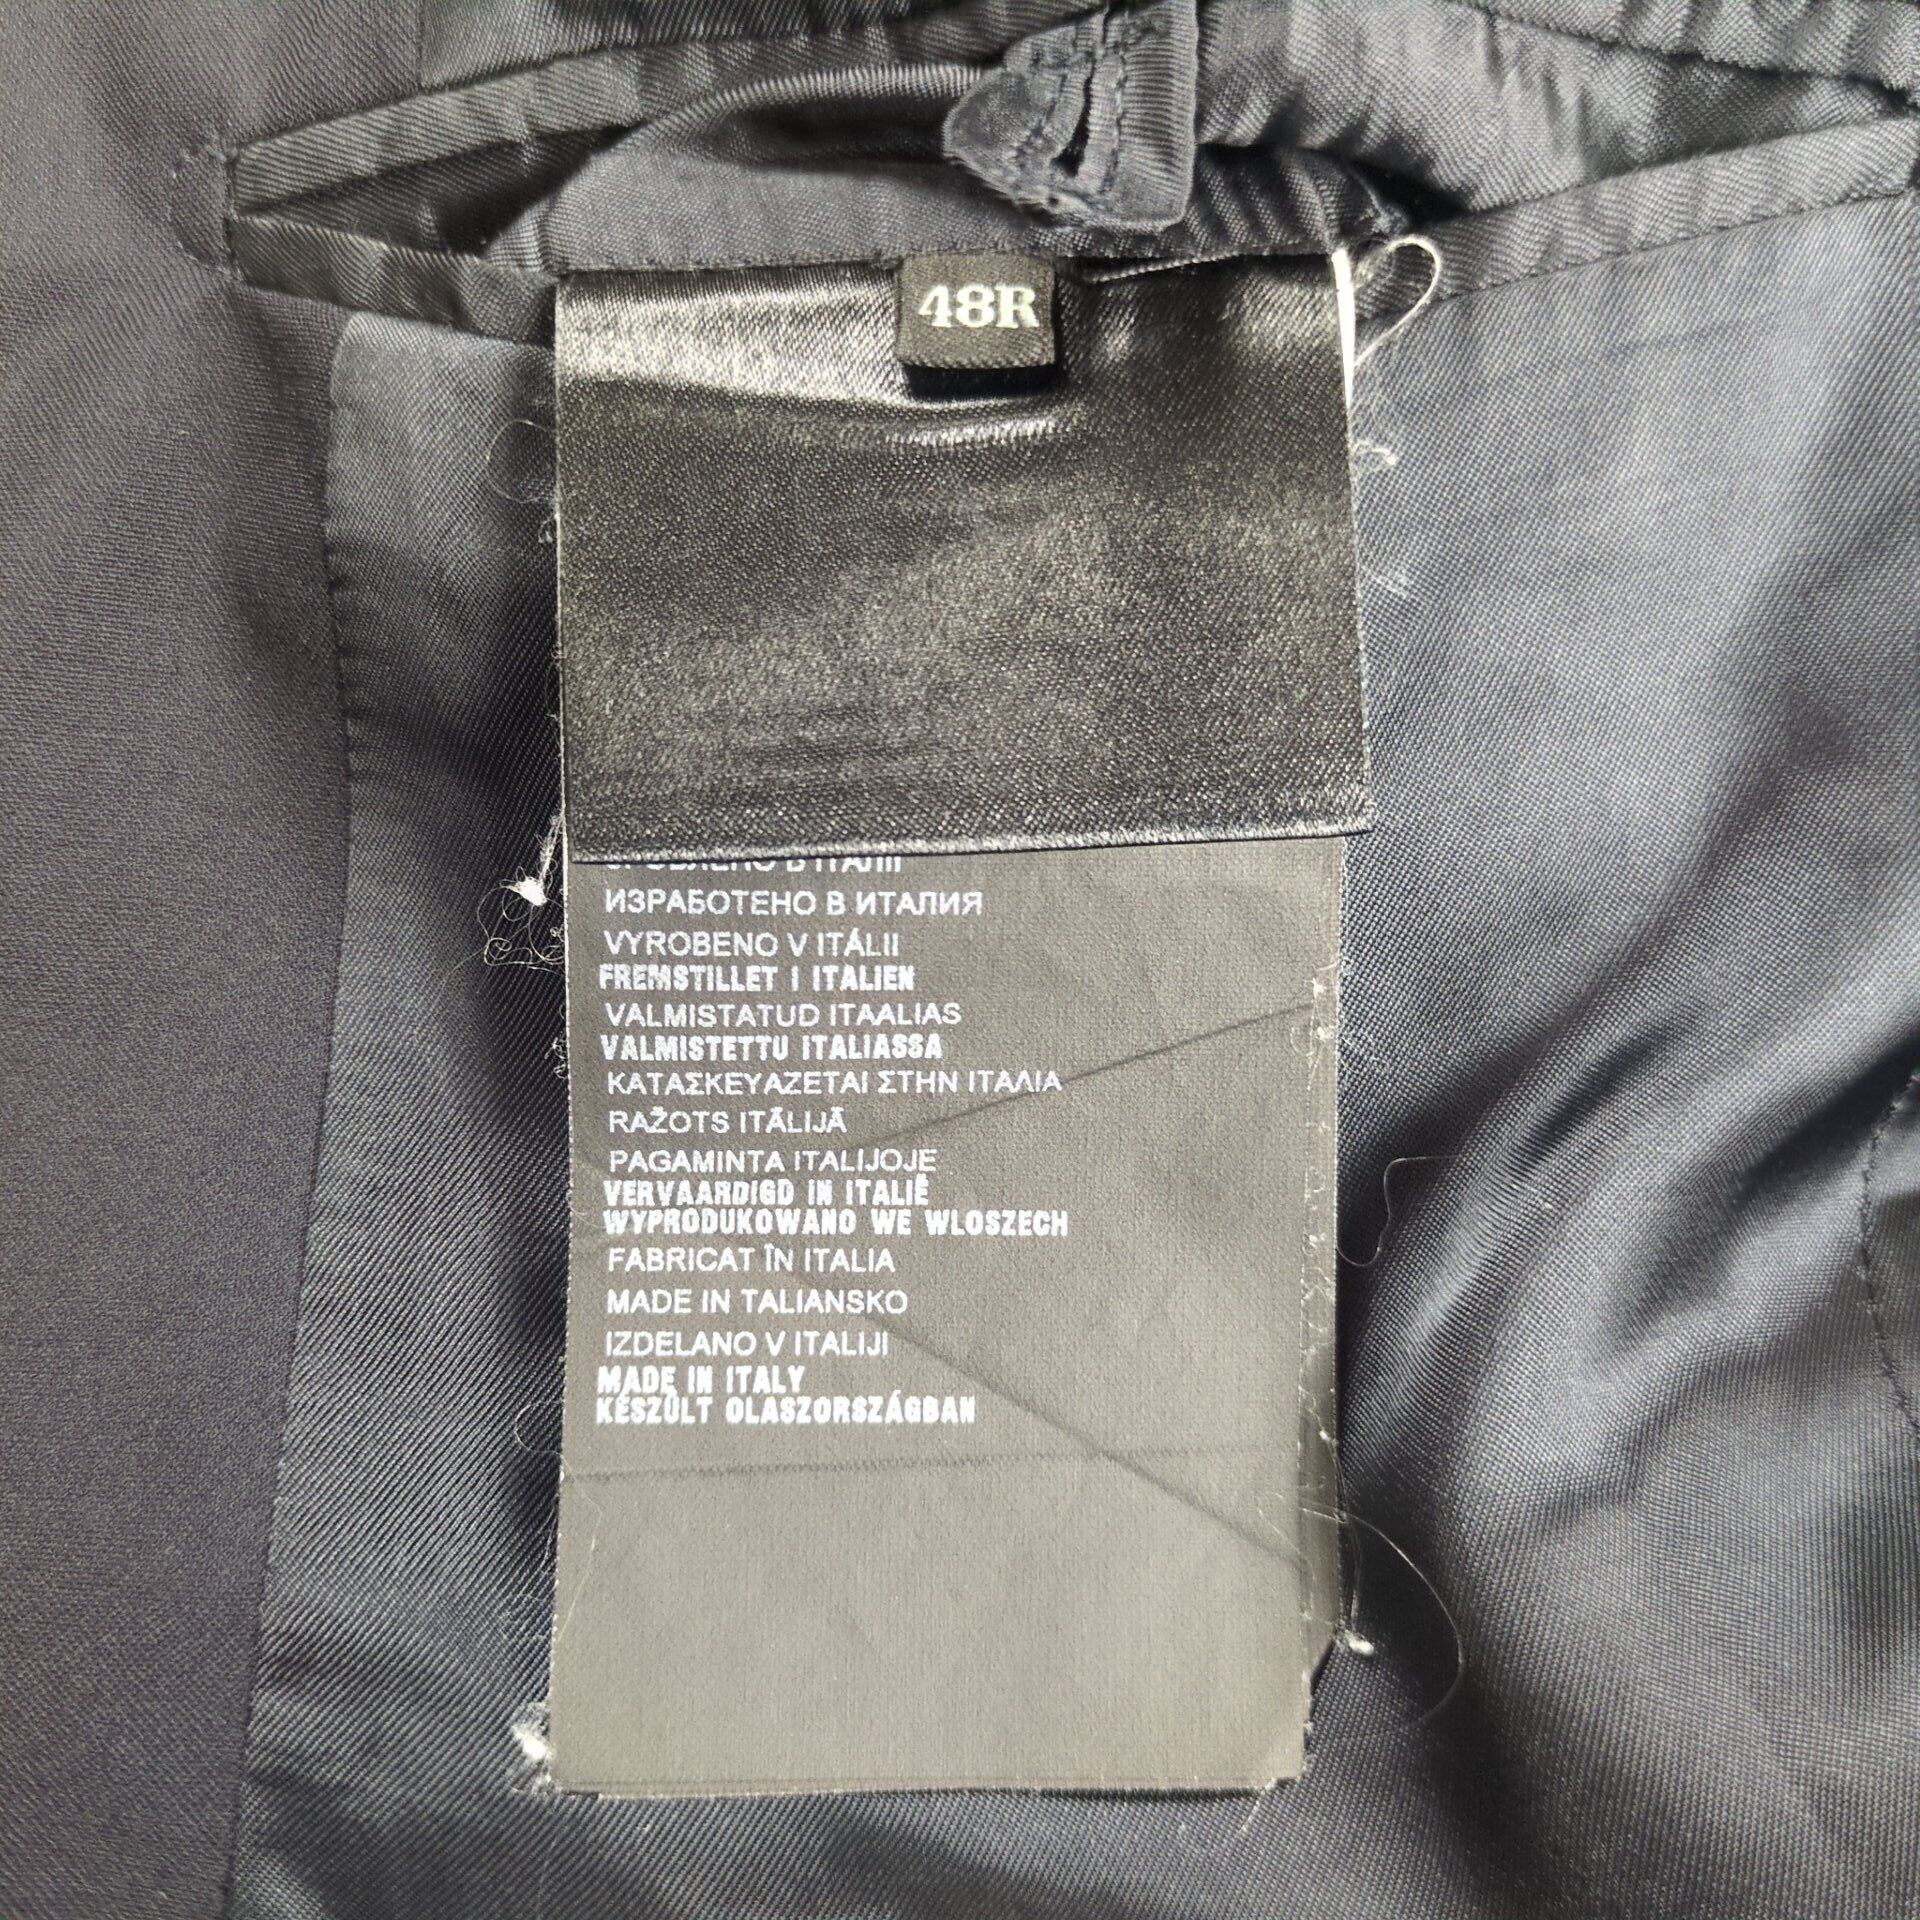 48R
В ІТАЛІЇ
ИЗРАБОТЕНО В ИТАЛИЯ
VYROBENO V ITÁLII
FREMSTILLET I ITALIEN
VALMISTATUD ITAALIAS
VALMISTETTU ITALIASSA
ΚΑΤΑΣΚΕΥΑΖΕΤΑΙ ΣΤΗΝ ΙΤΑΛΙΑ
RAŽOTS ITĀLIJĀ
PAGAMINTA ITALIJOJE
VERVAARDIGD IN ITALIË
WYPRODUKOWANO WE WLOSZECH
FABRICAT ÎN ITALIA
MADE IN TALIANSKO
IZDELANO V ITALIJI
MADE IN ITALY
KÉSZÜLT OLASZORSZÁGBAN